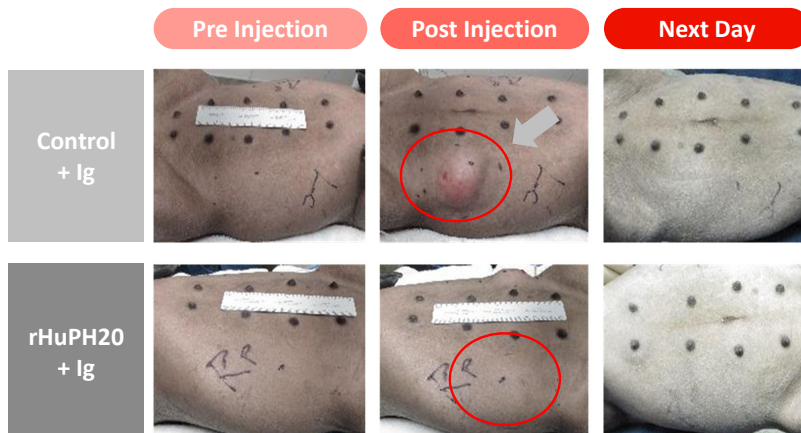 Pre Injection
Post Injection
Next Day
Control
+ Ig
rHuPH20
+ Ig